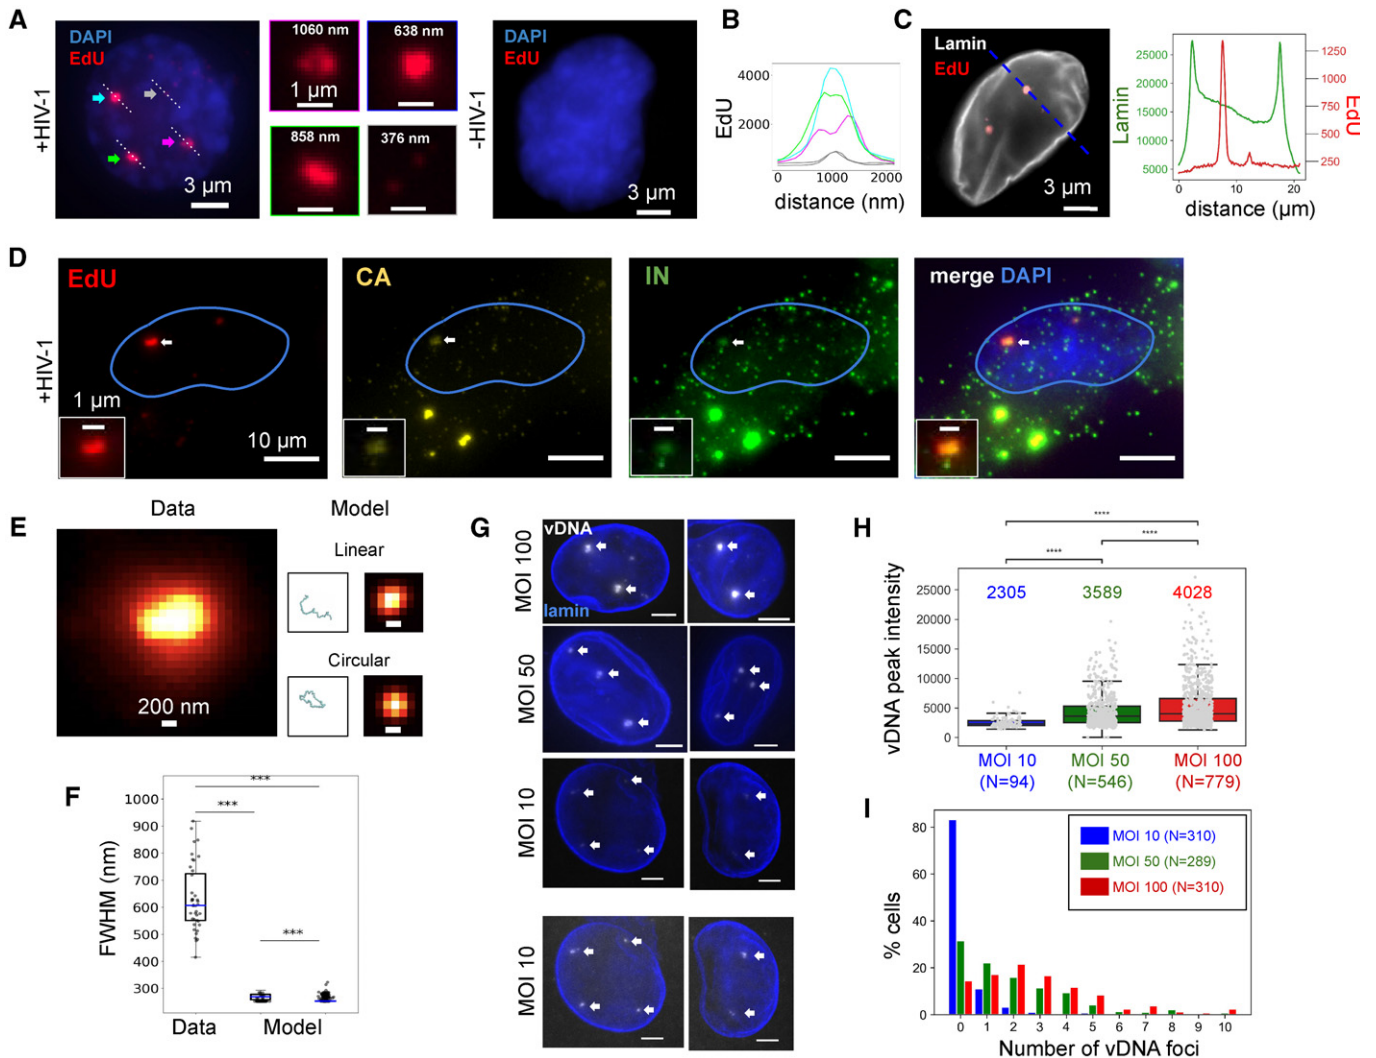 A
+HIV-1
DAPI
EdU
3 µm
1060 nm
1 µm
638 nm
858 nm
376 nm
-HIV-1
DAPI
EdU
3 µm
B
EdU
4000
2000
0 1000 2000
distance (nm)
C
Lamin
EdU
3 µm
Lamin
25000
20000
15000
10000
5000
0 10 20
distance (µm)
1250
1000
750
500
250
EdU
D
+HIV-1
EdU
1 µm
10 µm
CA
IN
merge DAPI
E
Data
200 nm
Model
Linear
Circular
F
FWHM (nm)
1000
900
800
700
600
500
400
300
***
***
***
Data Model
G
MOI 100
vDNA
lamin
MOI 50
MOI 10
MOI 10
H
vDNA peak intensity
****
****
****
25000
20000
15000
10000
5000
0
2305 3589 4028
MOI 10 MOI 50 MOI 100
(N=94) (N=546) (N=779)
I
% cells
80
60
40
20
0
MOI 10 (N=310)
MOI 50 (N=289)
MOI 100 (N=310)
0 1 2 3 4 5 6 7 8 9 10
Number of vDNA foci